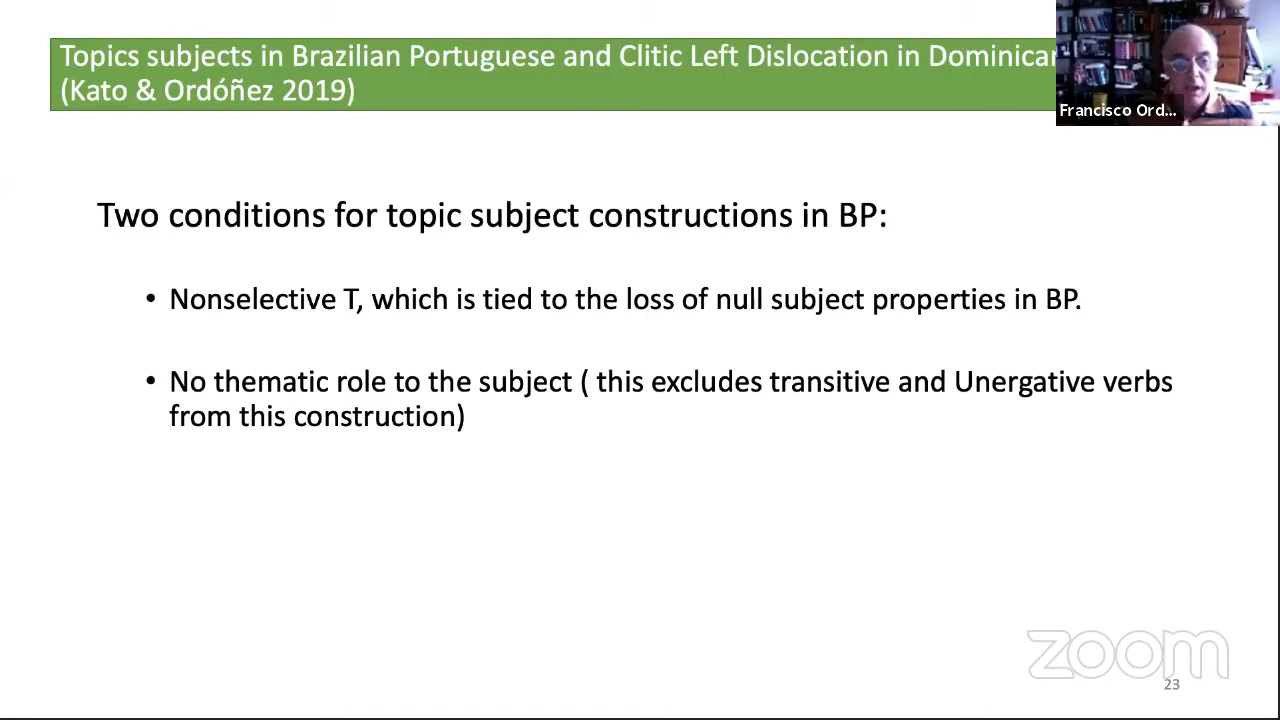 Topics subjects in Brazilian Portuguese and Clitic Left Dislocation in Dominican
(Kato & Ordóñez 2019)
Francisco Ord...
Two conditions for topic subject constructions in BP:
• Nonselective T, which is tied to the loss of null subject properties in BP.
• No thematic role to the subject ( this excludes transitive and Unergative verbs
from this construction)
zoom
23